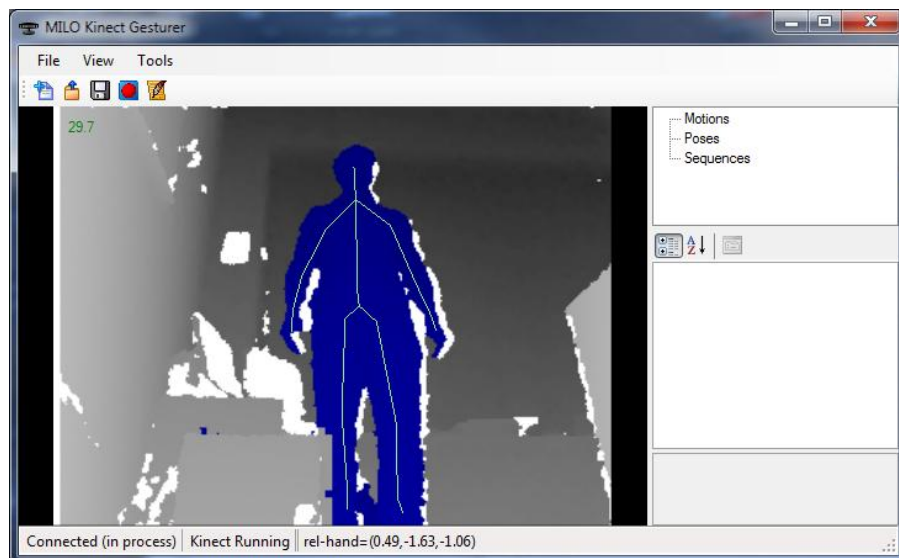 MILO Kinect Gesturer
File View Tools
29.7
Motions
Poses
Sequences
A
Z
Connected (in process) Kinect Running rel-hand=(0.49,-1.63,-1.06)